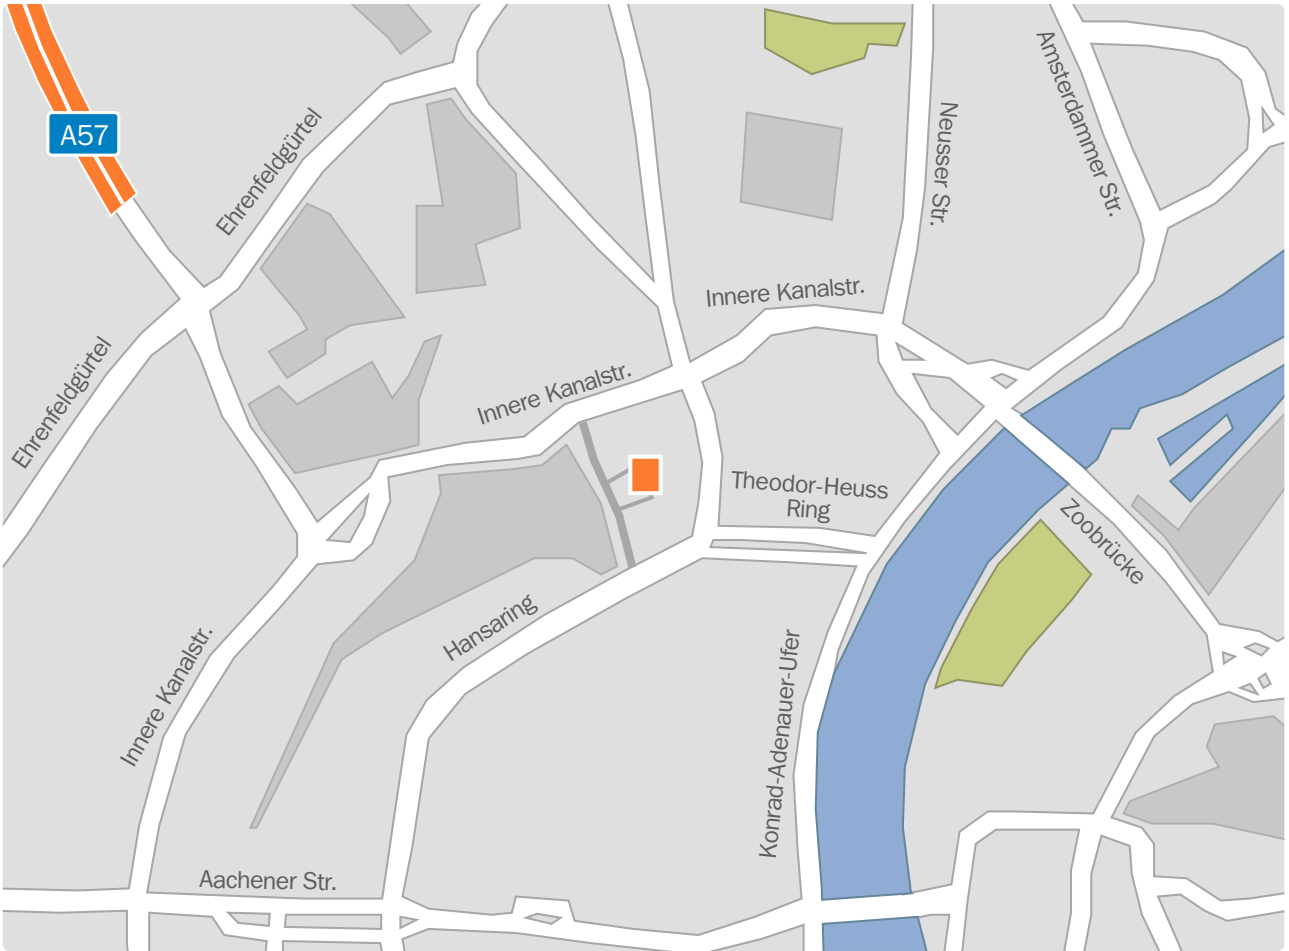 A57
Ehrenfeldgürtel
Neusser Str.
Amsterdammer Str.
Innere Kanalstr.
Ehrenfeldgürtel
Innere Kanalstr.
Theodor-Heuss
Ring
Zoobrücke
Hansaring
Innere Kanalstr.
Konrad-Adenauer-Ufer
Aachener Str.